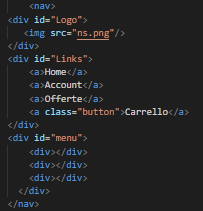 <nav>
<div id="Logo">
<img src="ns.png"/>
</div>
<div id="Links">
<a>Home</a>
<a>Account</a>
<a>Offerte</a>
<a class="button">Carrello</a>
</div>
<div id="menu">
<div></div>
<div></div>
<div></div>
</div>
</nav>